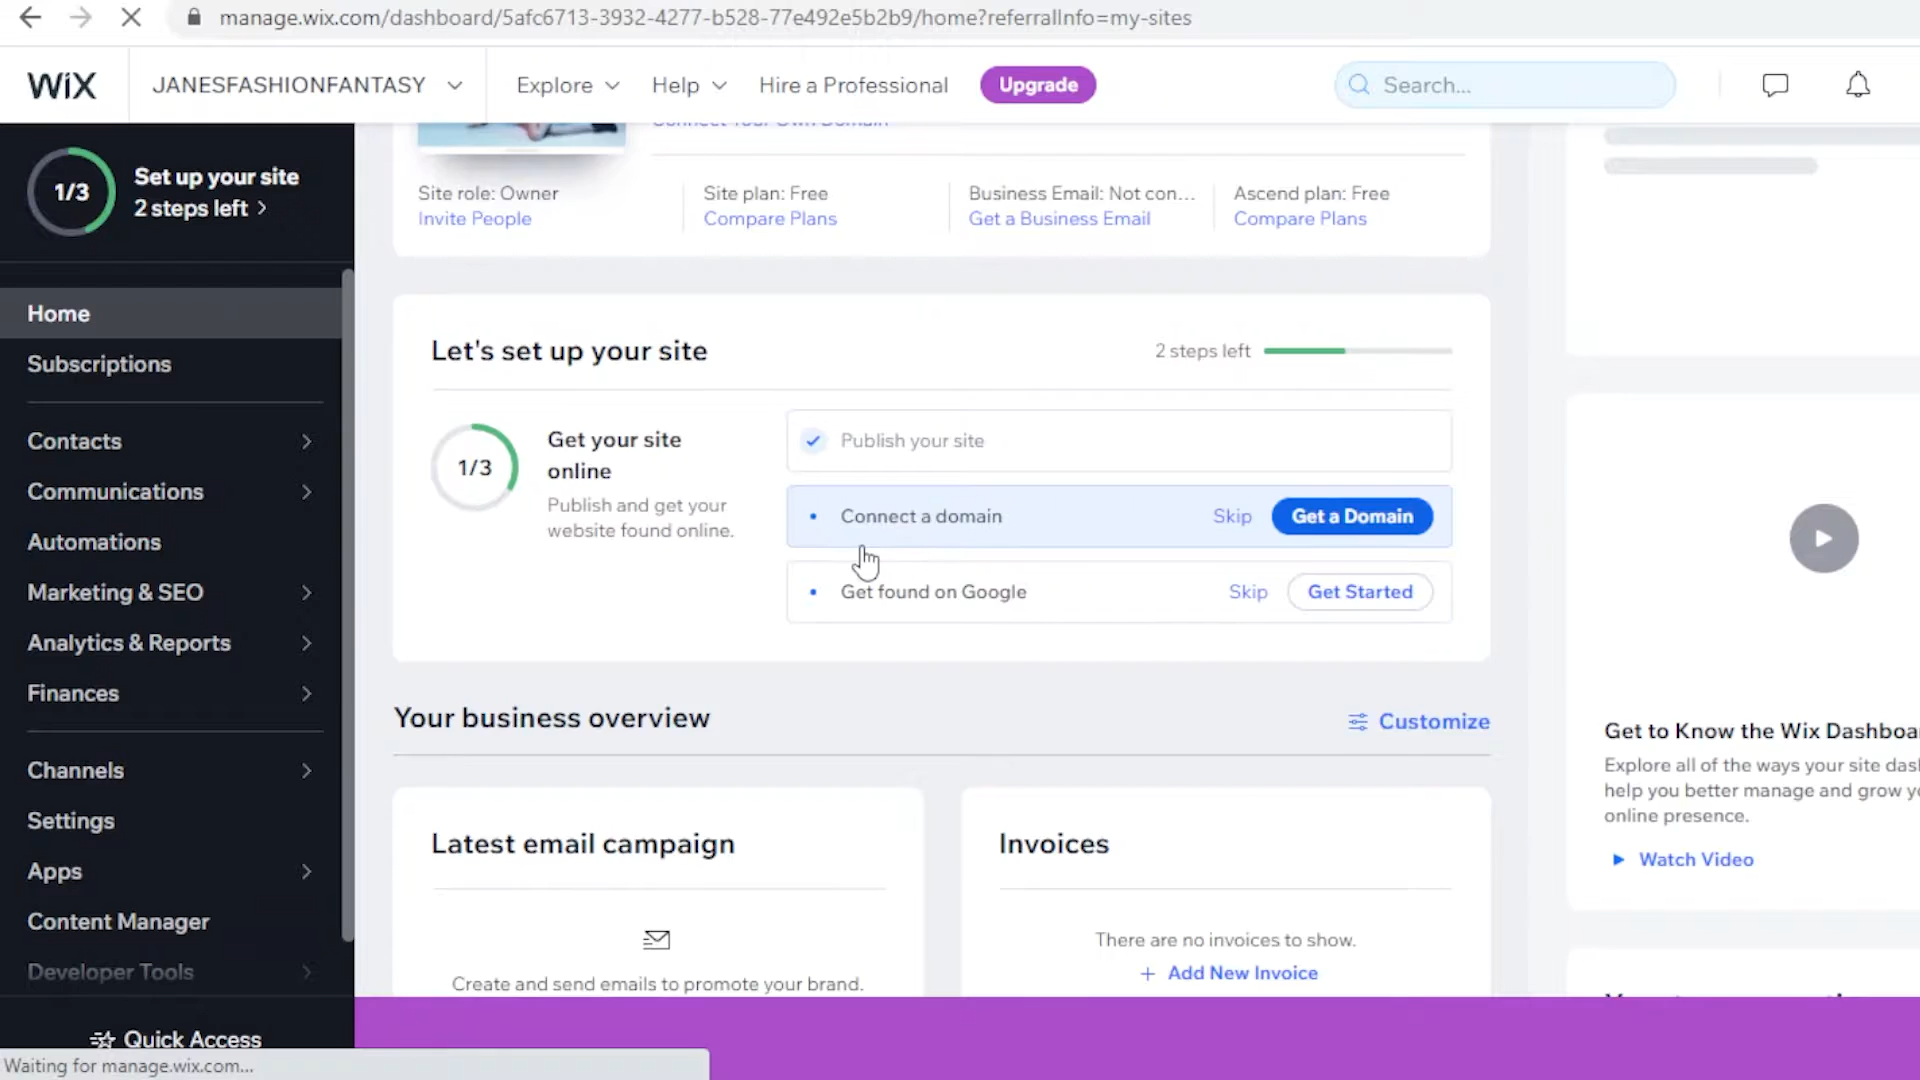 manage.wix.com/dashboard/5afc6713-3932-4277-b528-77e492e5b2b9/home?referralInfo=my-sites
WIX
JANESFASHIONFANTASY
Explore
Help
Hire a Professional
Upgrade
Search...
1/3
Set up your site
2 steps left
Home
Subscriptions
Contacts
Communications
Automations
Marketing & SEO
Analytics & Reports
Finances
Channels
Settings
Apps
Content Manager
Developer Tools
Quick Access
Waiting for manage.wix.com...
Connect Your Own Domain
Site role: Owner
Invite People
Site plan: Free
Compare Plans
Business Email: Not con...
Get a Business Email
Ascend plan: Free
Compare Plans
Let's set up your site
2 steps left
1/3
Get your site
online
Publish and get your
website found online.
Publish your site
Connect a domain
Skip
Get a Domain
Get found on Google
Skip
Get Started
Your business overview
Customize
Latest email campaign
Create and send emails to promote your brand.
Invoices
There are no invoices to show.
+ Add New Invoice
Get to Know the Wix Dashboa
Explore all of the ways your site das
help you better manage and grow yo
online presence.
Watch Video